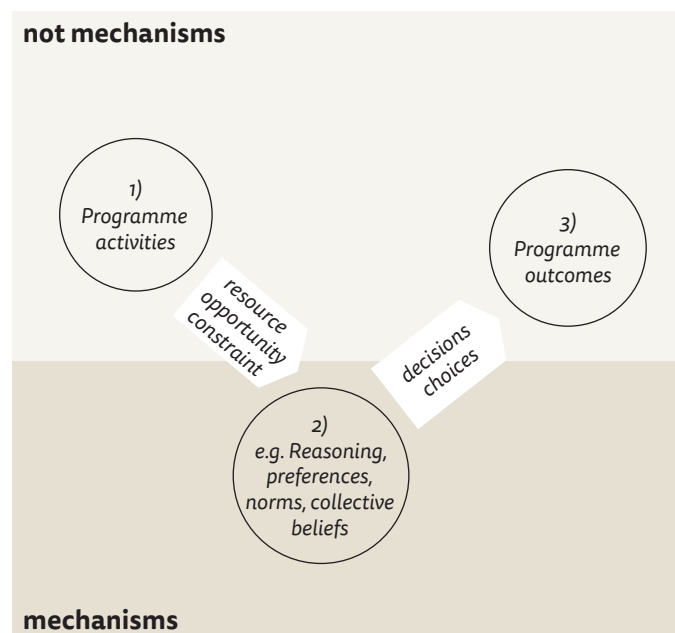 not mechanisms
1)
Programme
activities
3)
Programme
outcomes
resource
opportunity
constraint
decisions
choices
2)
e.g. Reasoning,
preferences,
norms, collective
beliefs
mechanisms